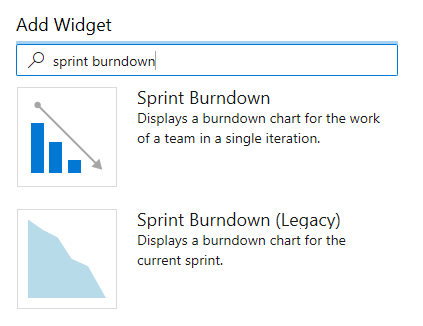 Add Widget
sprint burndown
Sprint Burndown
Displays a burndown chart for the work
of a team in a single iteration.
Sprint Burndown (Legacy)
Displays a burndown chart for the
current sprint.